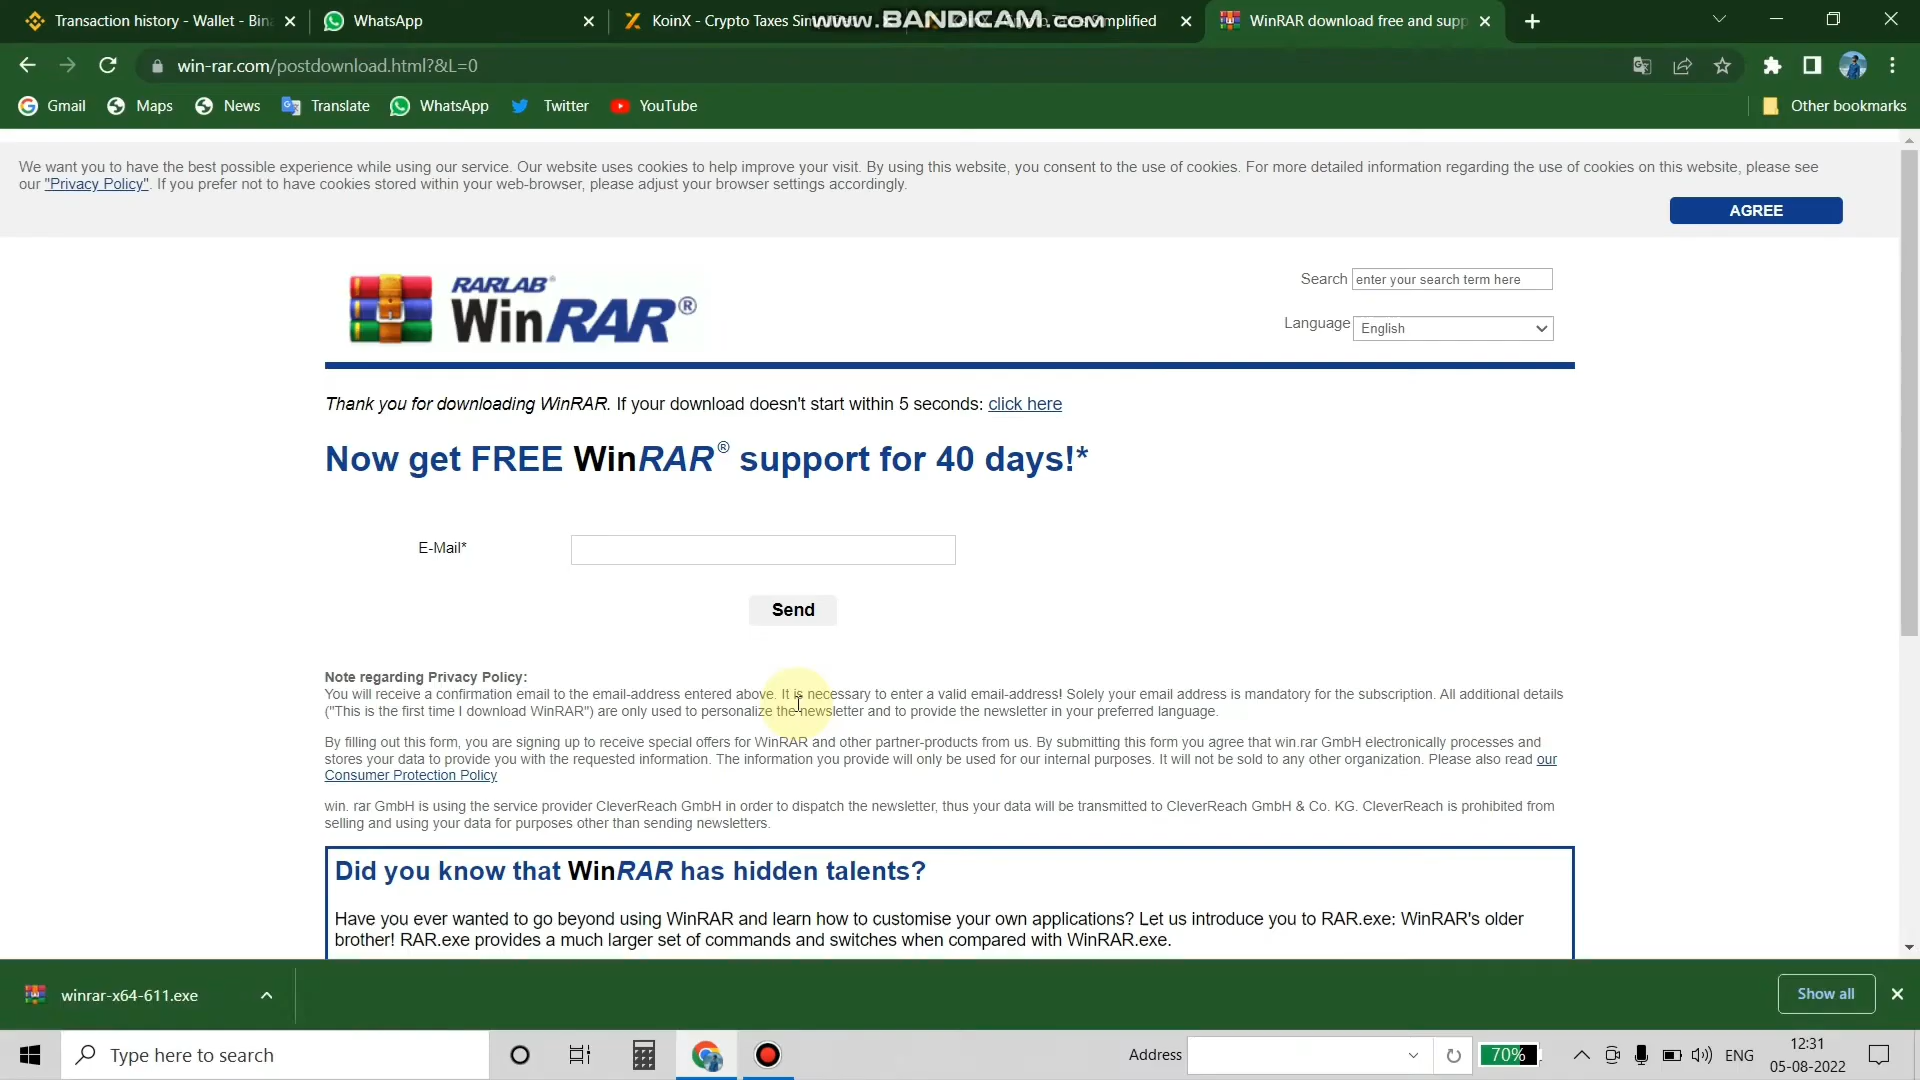 Transaction history - Wallet - Bin
WhatsApp
KoinX - Crypto Taxes Sim
www.BANDICAM.com
WinRAR download free and supp
win-rar.com/postdownload.html?&L=0
Gmail
Maps
News
Translate
WhatsApp
Twitter
YouTube
Other bookmarks
We want you to have the best possible experience while using our service. Our website uses cookies to help improve your visit. By using this website, you consent to the use of cookies. For more detailed information regarding the use of cookies on this website, please see
our "Privacy Policy". If you prefer not to have cookies stored within your web-browser, please adjust your browser settings accordingly.
AGREE
RARLAB®
WinRAR®
Search enter your search term here
Language English
Thank you for downloading WinRAR. If your download doesn't start within 5 seconds: click here
Now get FREE WinRAR® support for 40 days!*
E-Mail*
Send
Note regarding Privacy Policy:
You will receive a confirmation email to the email-address entered above. It is necessary to enter a valid email-address! Solely your email address is mandatory for the subscription. All additional details
("This is the first time I download WinRAR") are only used to personalize the newsletter and to provide the newsletter in your preferred language.
By filling out this form, you are signing up to receive special offers for WinRAR and other partner-products from us. By submitting this form you agree that win.rar GmbH electronically processes and
stores your data to provide you with the requested information. The information you provide will only be used for our internal purposes. It will not be sold to any other organization. Please also read our
Consumer Protection Policy
win. rar GmbH is using the service provider CleverReach GmbH in order to dispatch the newsletter, thus your data will be transmitted to CleverReach GmbH & Co. KG. CleverReach is prohibited from
selling and using your data for purposes other than sending newsletters.
Did you know that WinRAR has hidden talents?
Have you ever wanted to go beyond using WinRAR and learn how to customise your own applications? Let us introduce you to RAR.exe: WinRAR's older
brother! RAR.exe provides a much larger set of commands and switches when compared with WinRAR.exe.
winrar-x64-611.exe
Show all
Type here to search
Address
70%
ENG
12:31
05-08-2022